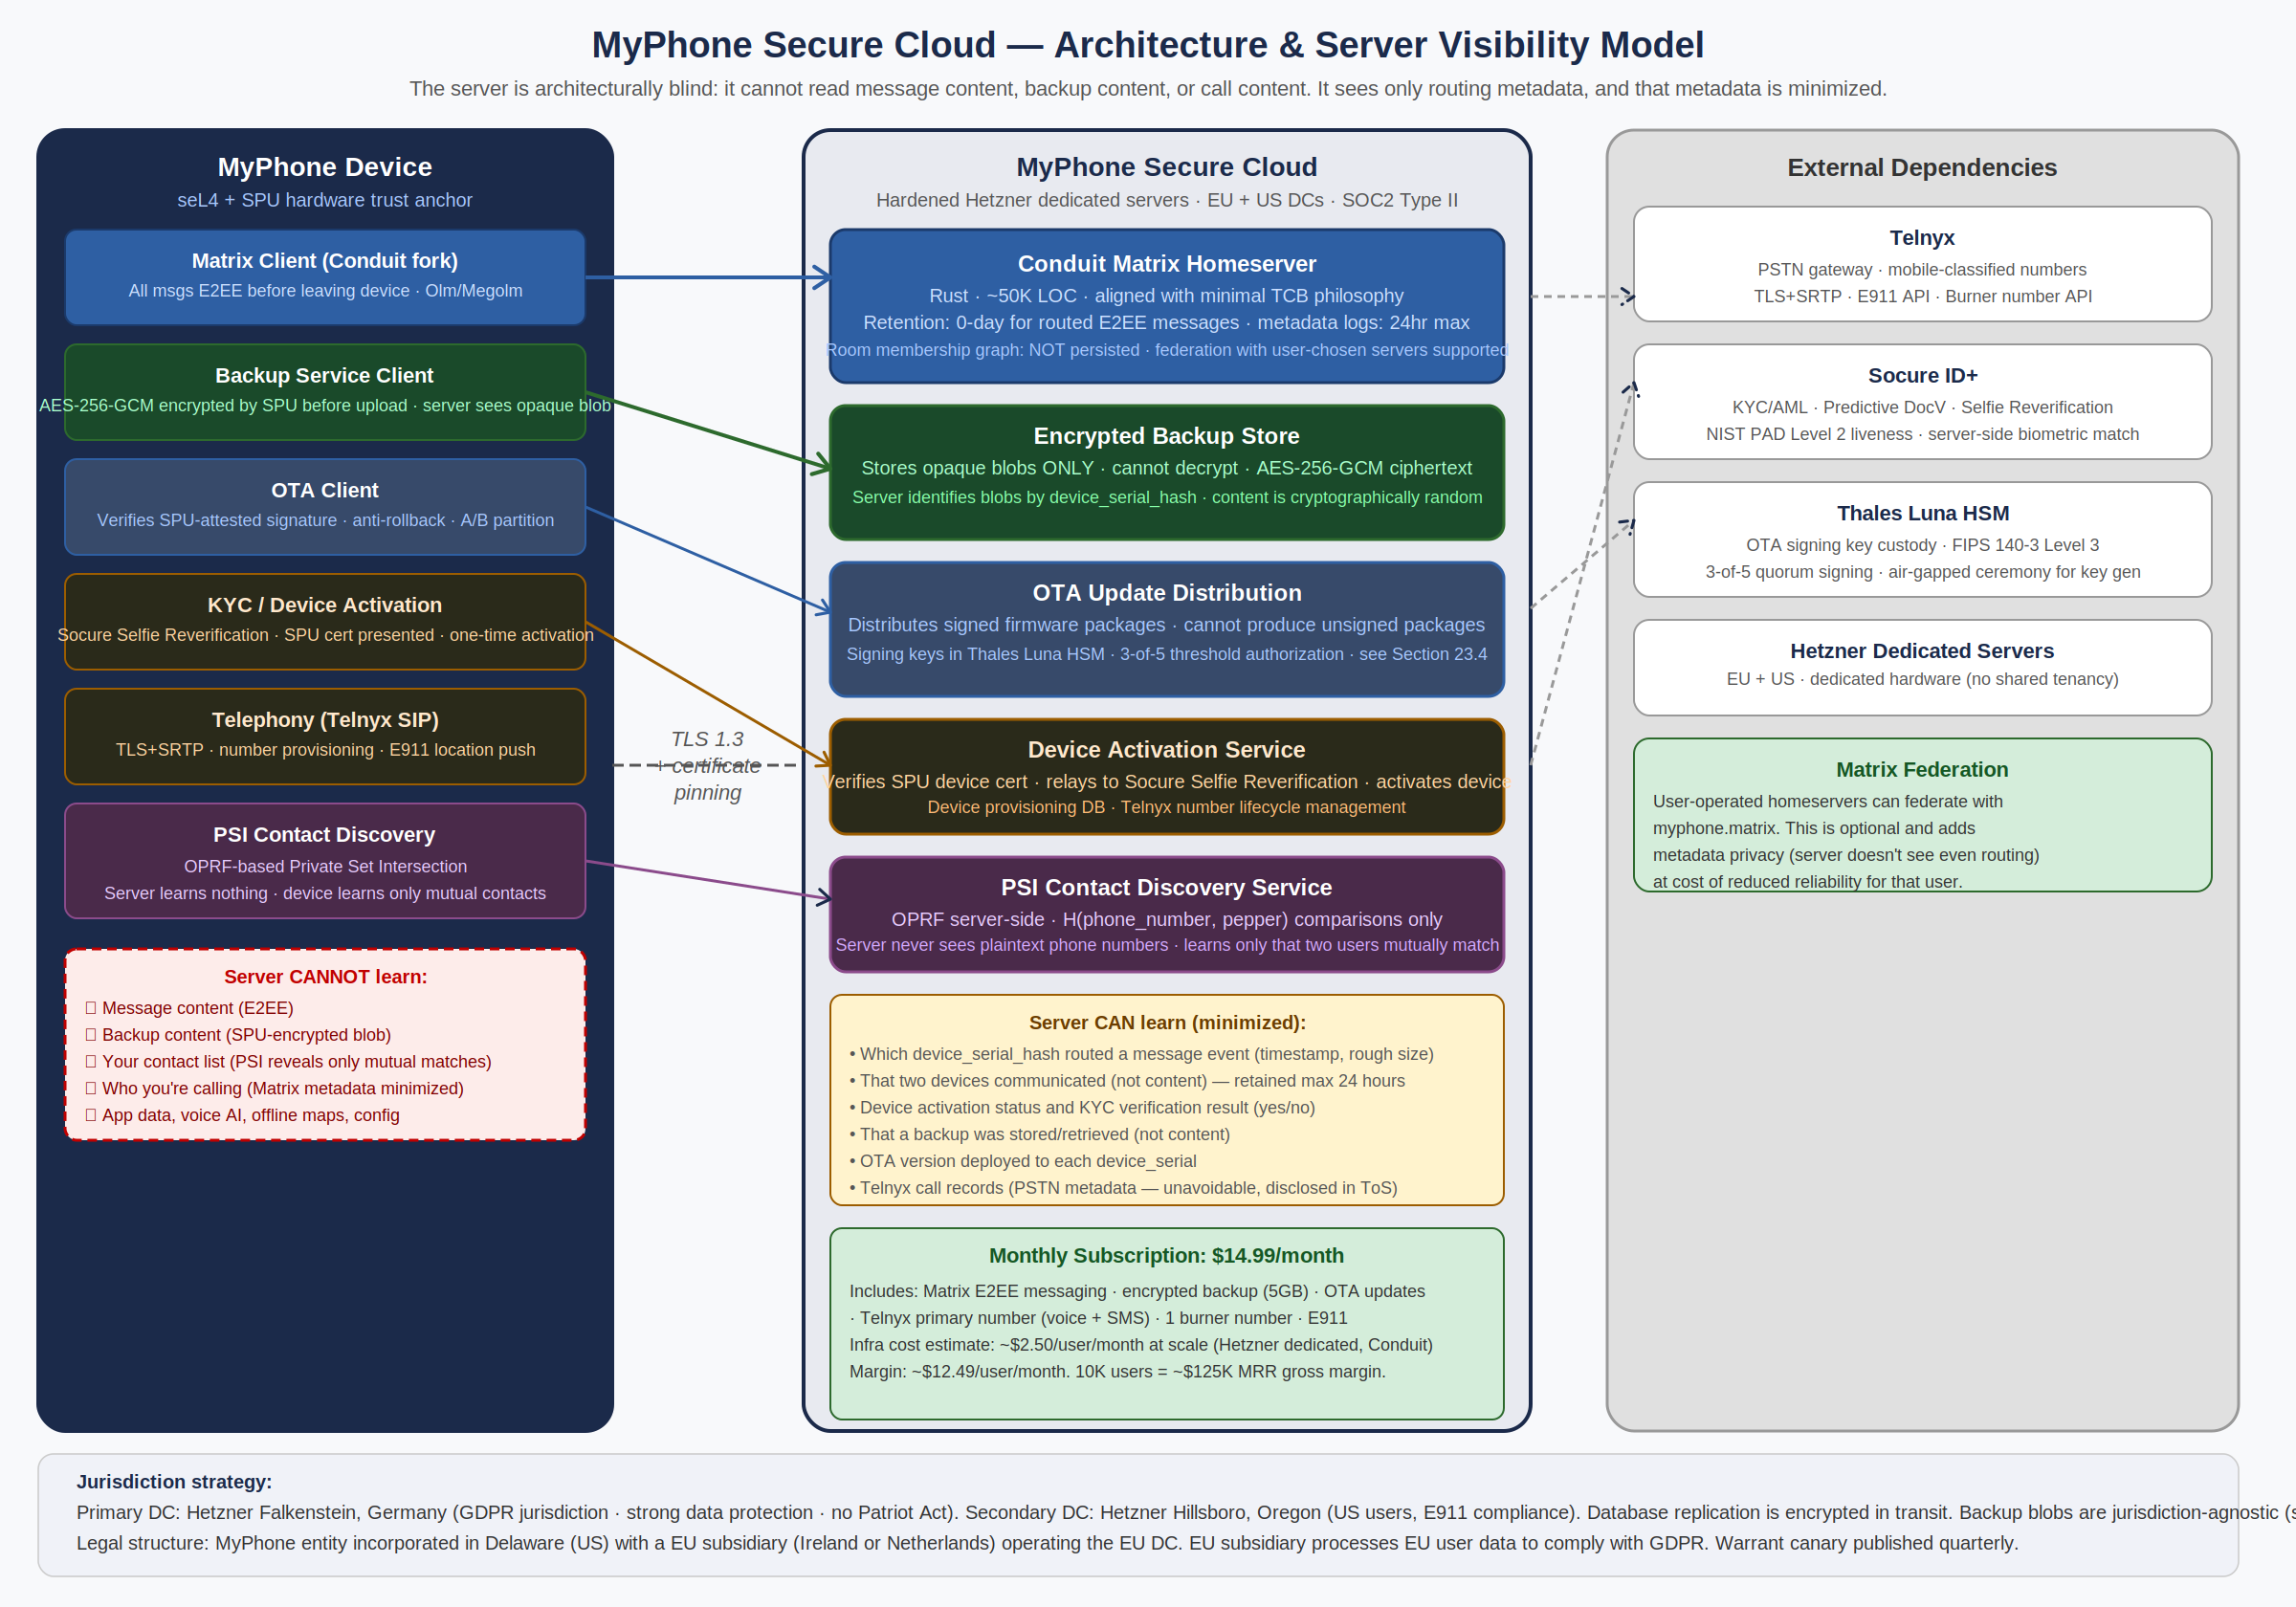 MyPhone Secure Cloud — Architecture & Server Visibility Model
The server is architecturally blind: it cannot read message content, backup content, or call content. It sees only routing metadata, and that metadata is minimized.
MyPhone Device
seL4 + SPU hardware trust anchor
Matrix Client (Conduit fork)
All msgs E2EE before leaving device · Olm/Megolm
Backup Service Client
AES-256-GCM encrypted by SPU before upload · server sees opaque blob
OTA Client
Verifies SPU-attested signature · anti-rollback · A/B partition
KYC / Device Activation
Socure Selfie Reverification · SPU cert presented · one-time activation
Telephony (Telnyx SIP)
TLS+SRTP · number provisioning · E911 location push
PSI Contact Discovery
OPRF-based Private Set Intersection
Server learns nothing · device learns only mutual contacts
Server CANNOT learn:
Message content (E2EE)
Backup content (SPU-encrypted blob)
Your contact list (PSI reveals only mutual matches)
Who you're calling (Matrix metadata minimized)
App data, voice AI, offline maps, config
TLS 1.3
+ certificate
pinning
MyPhone Secure Cloud
Hardened Hetzner dedicated servers · EU + US DCs · SOC2 Type II
Conduit Matrix Homeserver
Rust · ~50K LOC · aligned with minimal TCB philosophy
Retention: 0-day for routed E2EE messages · metadata logs: 24hr max
Room membership graph: NOT persisted · federation with user-chosen servers supported
Encrypted Backup Store
Stores opaque blobs ONLY · cannot decrypt · AES-256-GCM ciphertext
Server identifies blobs by device_serial_hash · content is cryptographically random
OTA Update Distribution
Distributes signed firmware packages · cannot produce unsigned packages
Signing keys in Thales Luna HSM · 3-of-5 threshold authorization · see Section 23.4
Device Activation Service
Verifies SPU device cert · relays to Socure Selfie Reverification · activates device
Device provisioning DB · Telnyx number lifecycle management
PSI Contact Discovery Service
OPRF server-side · H(phone_number, pepper) comparisons only
Server never sees plaintext phone numbers · learns only that two users mutually match
Server CAN learn (minimized):
• Which device_serial_hash routed a message event (timestamp, rough size)
• That two devices communicated (not content) — retained max 24 hours
• Device activation status and KYC verification result (yes/no)
• That a backup was stored/retrieved (not content)
• OTA version deployed to each device_serial
• Telnyx call records (PSTN metadata — unavoidable, disclosed in ToS)
Monthly Subscription: $14.99/month
Includes: Matrix E2EE messaging · encrypted backup (5GB) · OTA updates
· Telnyx primary number (voice + SMS) · 1 burner number · E911
Infra cost estimate: ~$2.50/user/month at scale (Hetzner dedicated, Conduit)
Margin: ~$12.49/user/month. 10K users = ~$125K MRR gross margin.
External Dependencies
Telnyx
PSTN gateway · mobile-classified numbers
TLS+SRTP · E911 API · Burner number API
Socure ID+
KYC/AML · Predictive DocV · Selfie Reverification
NIST PAD Level 2 liveness · server-side biometric match
Thales Luna HSM
OTA signing key custody · FIPS 140-3 Level 3
3-of-5 quorum signing · air-gapped ceremony for key gen
Hetzner Dedicated Servers
EU + US · dedicated hardware (no shared tenancy)
Matrix Federation
User-operated homeservers can federate with
myphone.matrix. This is optional and adds
metadata privacy (server doesn't see even routing)
at cost of reduced reliability for that user.
Jurisdiction strategy:
Primary DC: Hetzner Falkenstein, Germany (GDPR jurisdiction · strong data protection · no Patriot Act). Secondary DC: Hetzner Hillsboro, Oregon (US users, E911 compliance). Database replication is encrypted in transit. Backup blobs are jurisdiction-agnostic
Legal structure: MyPhone entity incorporated in Delaware (US) with a EU subsidiary (Ireland or Netherlands) operating the EU DC. EU subsidiary processes EU user data to comply with GDPR. Warrant canary published quarterly.